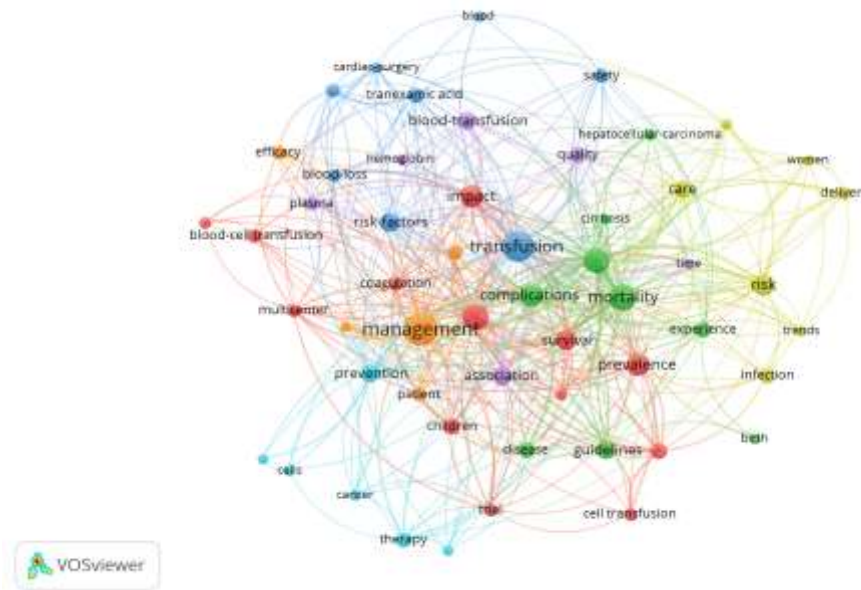 blood
cardiac-surgery
safety
tranexamic acid
blood-transfusion
hepatocellular-carcinoma
efficacy
hemoglobin
quality
women
blood-loss
care
delivery
plasma
impact
risk factors
cirrhosis
blood-cell transfusion
transfusion
time
coagulation
risk
complications
mortality
multicenter
management
experience
trends
survival
prevention
association
prevalence
infection
patient
children
disease
guidelines
birth
cells
cancer
trial
cell transfusion
therapy
VOSviewer